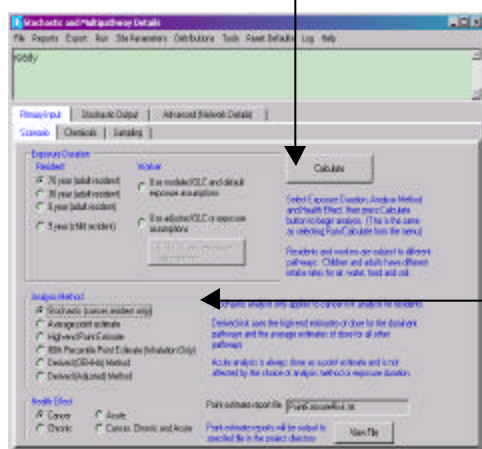 Stochastic and Multipathway Details
File Reports Export Run Site Parameters Distributions Tools Reset Defaults Log Help
ready
Primary Input Stochastic Output Advanced (Network Details)
Scenario Chemicals Sampling
Exposure Duration
Resident Worker
70 year (adult resident)
30 year (adult resident)
9 year (adult resident)
9 year (child resident)
Use modeled GLC and default
exposure assumptions
Use adjusted GLC or exposure
assumptions
Calculate
Select Exposure Duration, Analysis Method
and Health Effect, then press Calculate
button to begin analysis. (This is the same
as selecting Run/Calculate from the menu)
Residents and workers are subject to different
pathways. Children and adults have different
intake rates for air, water, food and soil.
Analysis Method
Stochastic (cancer, resident only)
Average point estimate
High-end Point Estimate
80th Percentile Point Estimate (Inhalation Only)
Derived (OEHHA) Method
Derived (Adjusted) Method
Stochastic analysis only applies to cancer risk analysis for residents.
Derived risk uses the high-end estimates of dose for the dominant
pathways and the average estimates of dose for all other
pathways
Acute analysis is always done as a point estimate and is not
affected by the choice of analysis method or exposure duration.
Health Effect
Cancer Acute
Chronic Cancer, Chronic and Acute
Point estimate report file
Point estimate reports will be output to
specified file in the project directory
View File